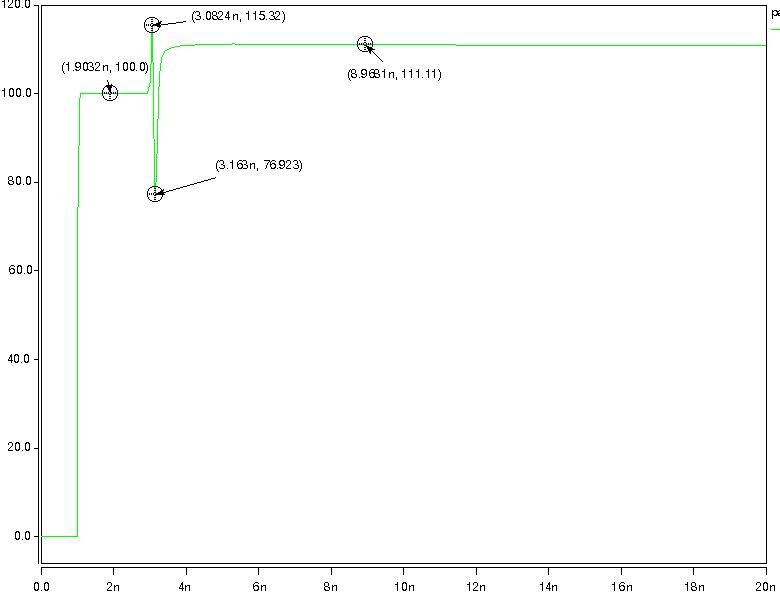 120.0
(3.0824n, 115.32)
(1.9032n, 100.0)
(8.9681n, 111.11)
100.0
(3.163n, 76.923)
80.0
60.0
40.0
20.0
0.0
0.0 2n 4n 6n 8n 10n 12n 14n 16n 18n 20n